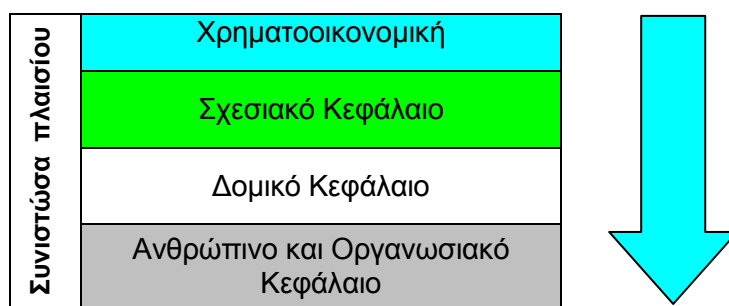 Συνιστώσα πλαισίου
Χρηματοοικονομική
Σχεσιακό Κεφάλαιο
Δομικό Κεφάλαιο
Ανθρώπινο και Οργανωσιακό
Κεφάλαιο